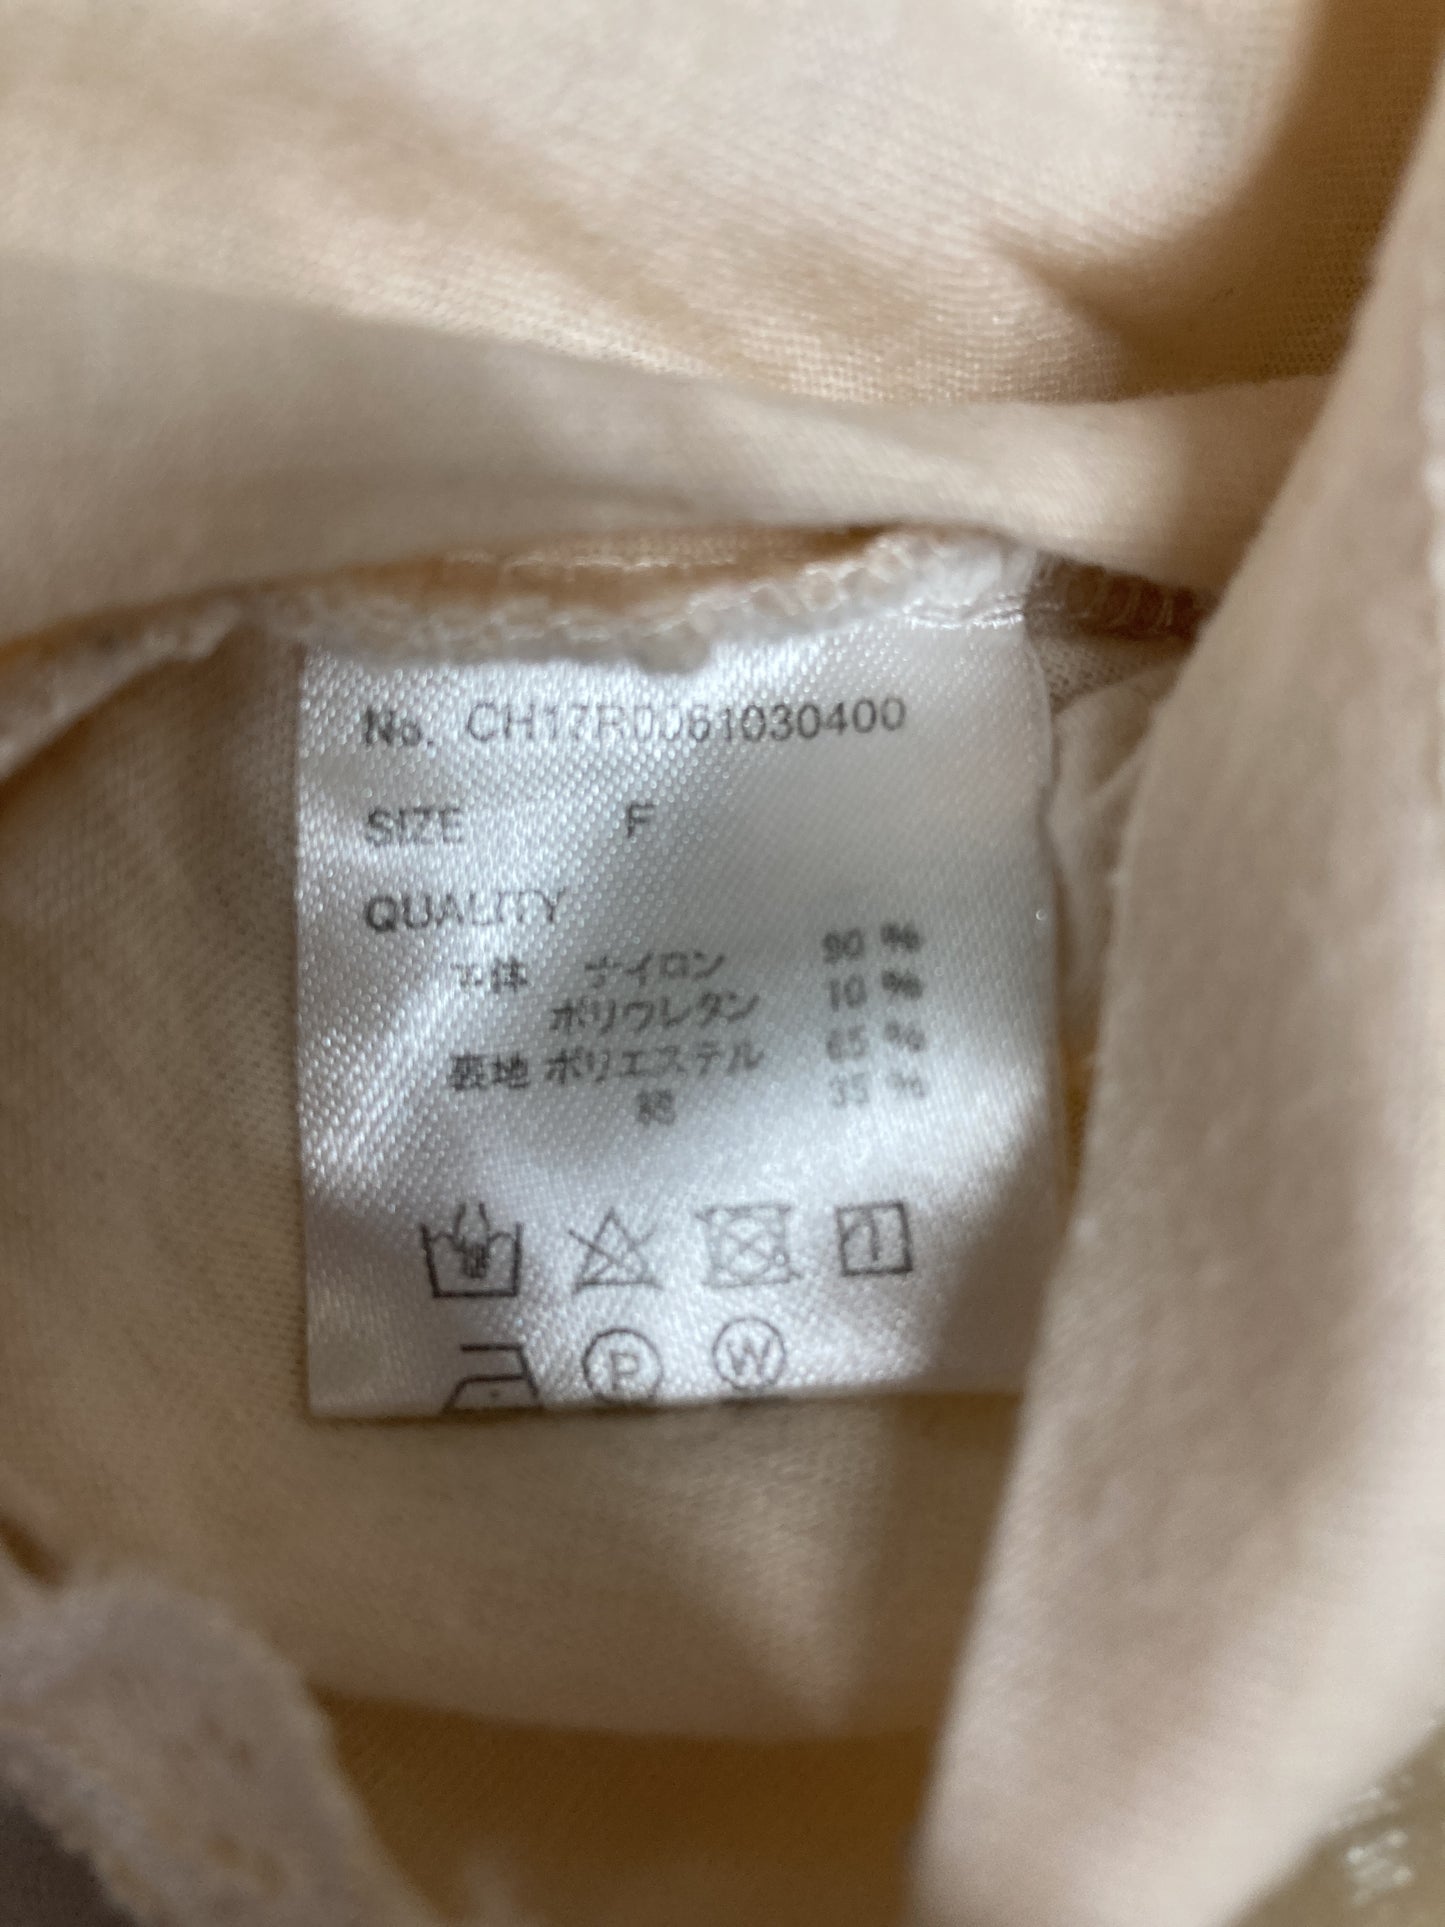 No. CH17R0061030400
SIZE F
QUALITY
本体 ナイロン 90 %
ポリウレタン 10 %
裏地 ポリエステル 65 %
綿 35 %
P W